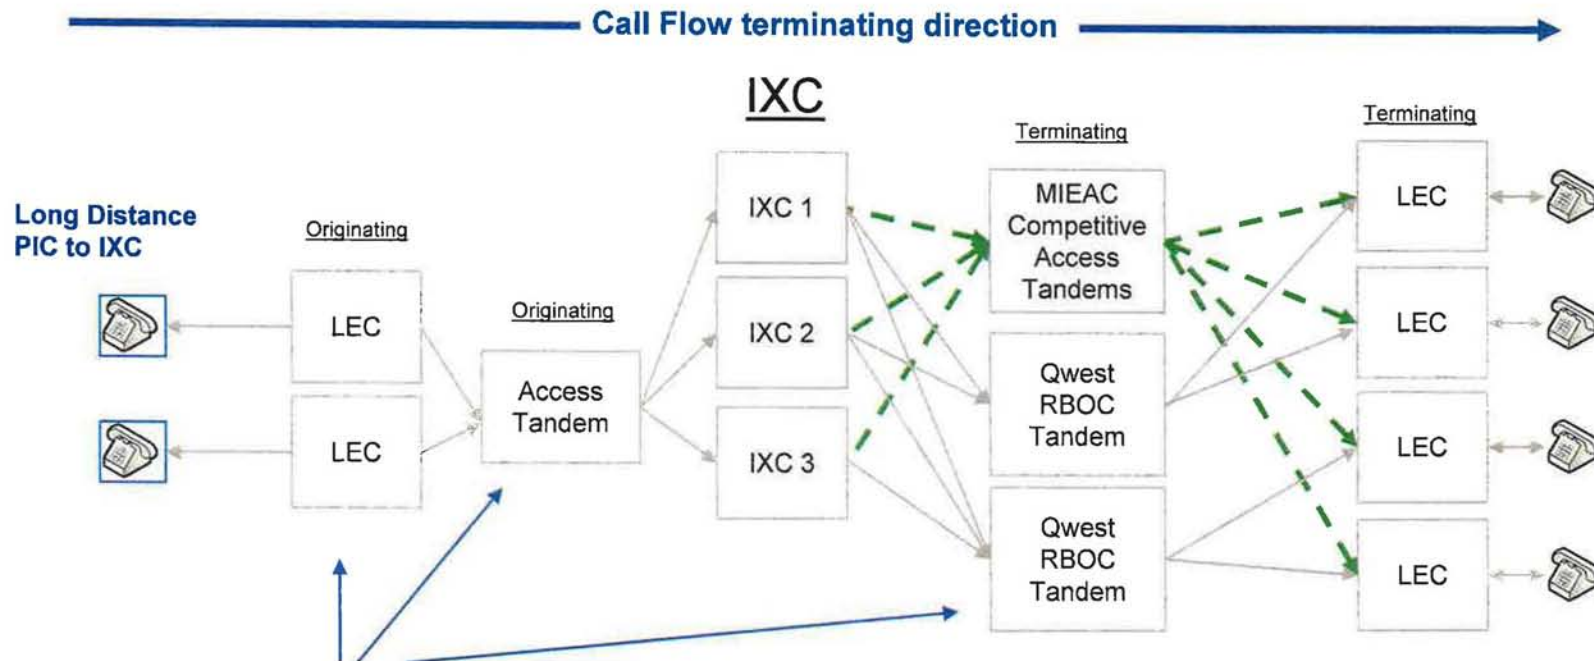 Call Flow terminating direction
IXC
Terminating
Terminating
Long Distance
PIC to IXC
Originating
Originating
LEC
LEC
Access
Tandem
IXC 1
IXC 2
IXC 3
MIEAC
Competitive
Access
Tandems
Qwest
RBOC
Tandem
Qwest
RBOC
Tandem
LEC
LEC
LEC
LEC